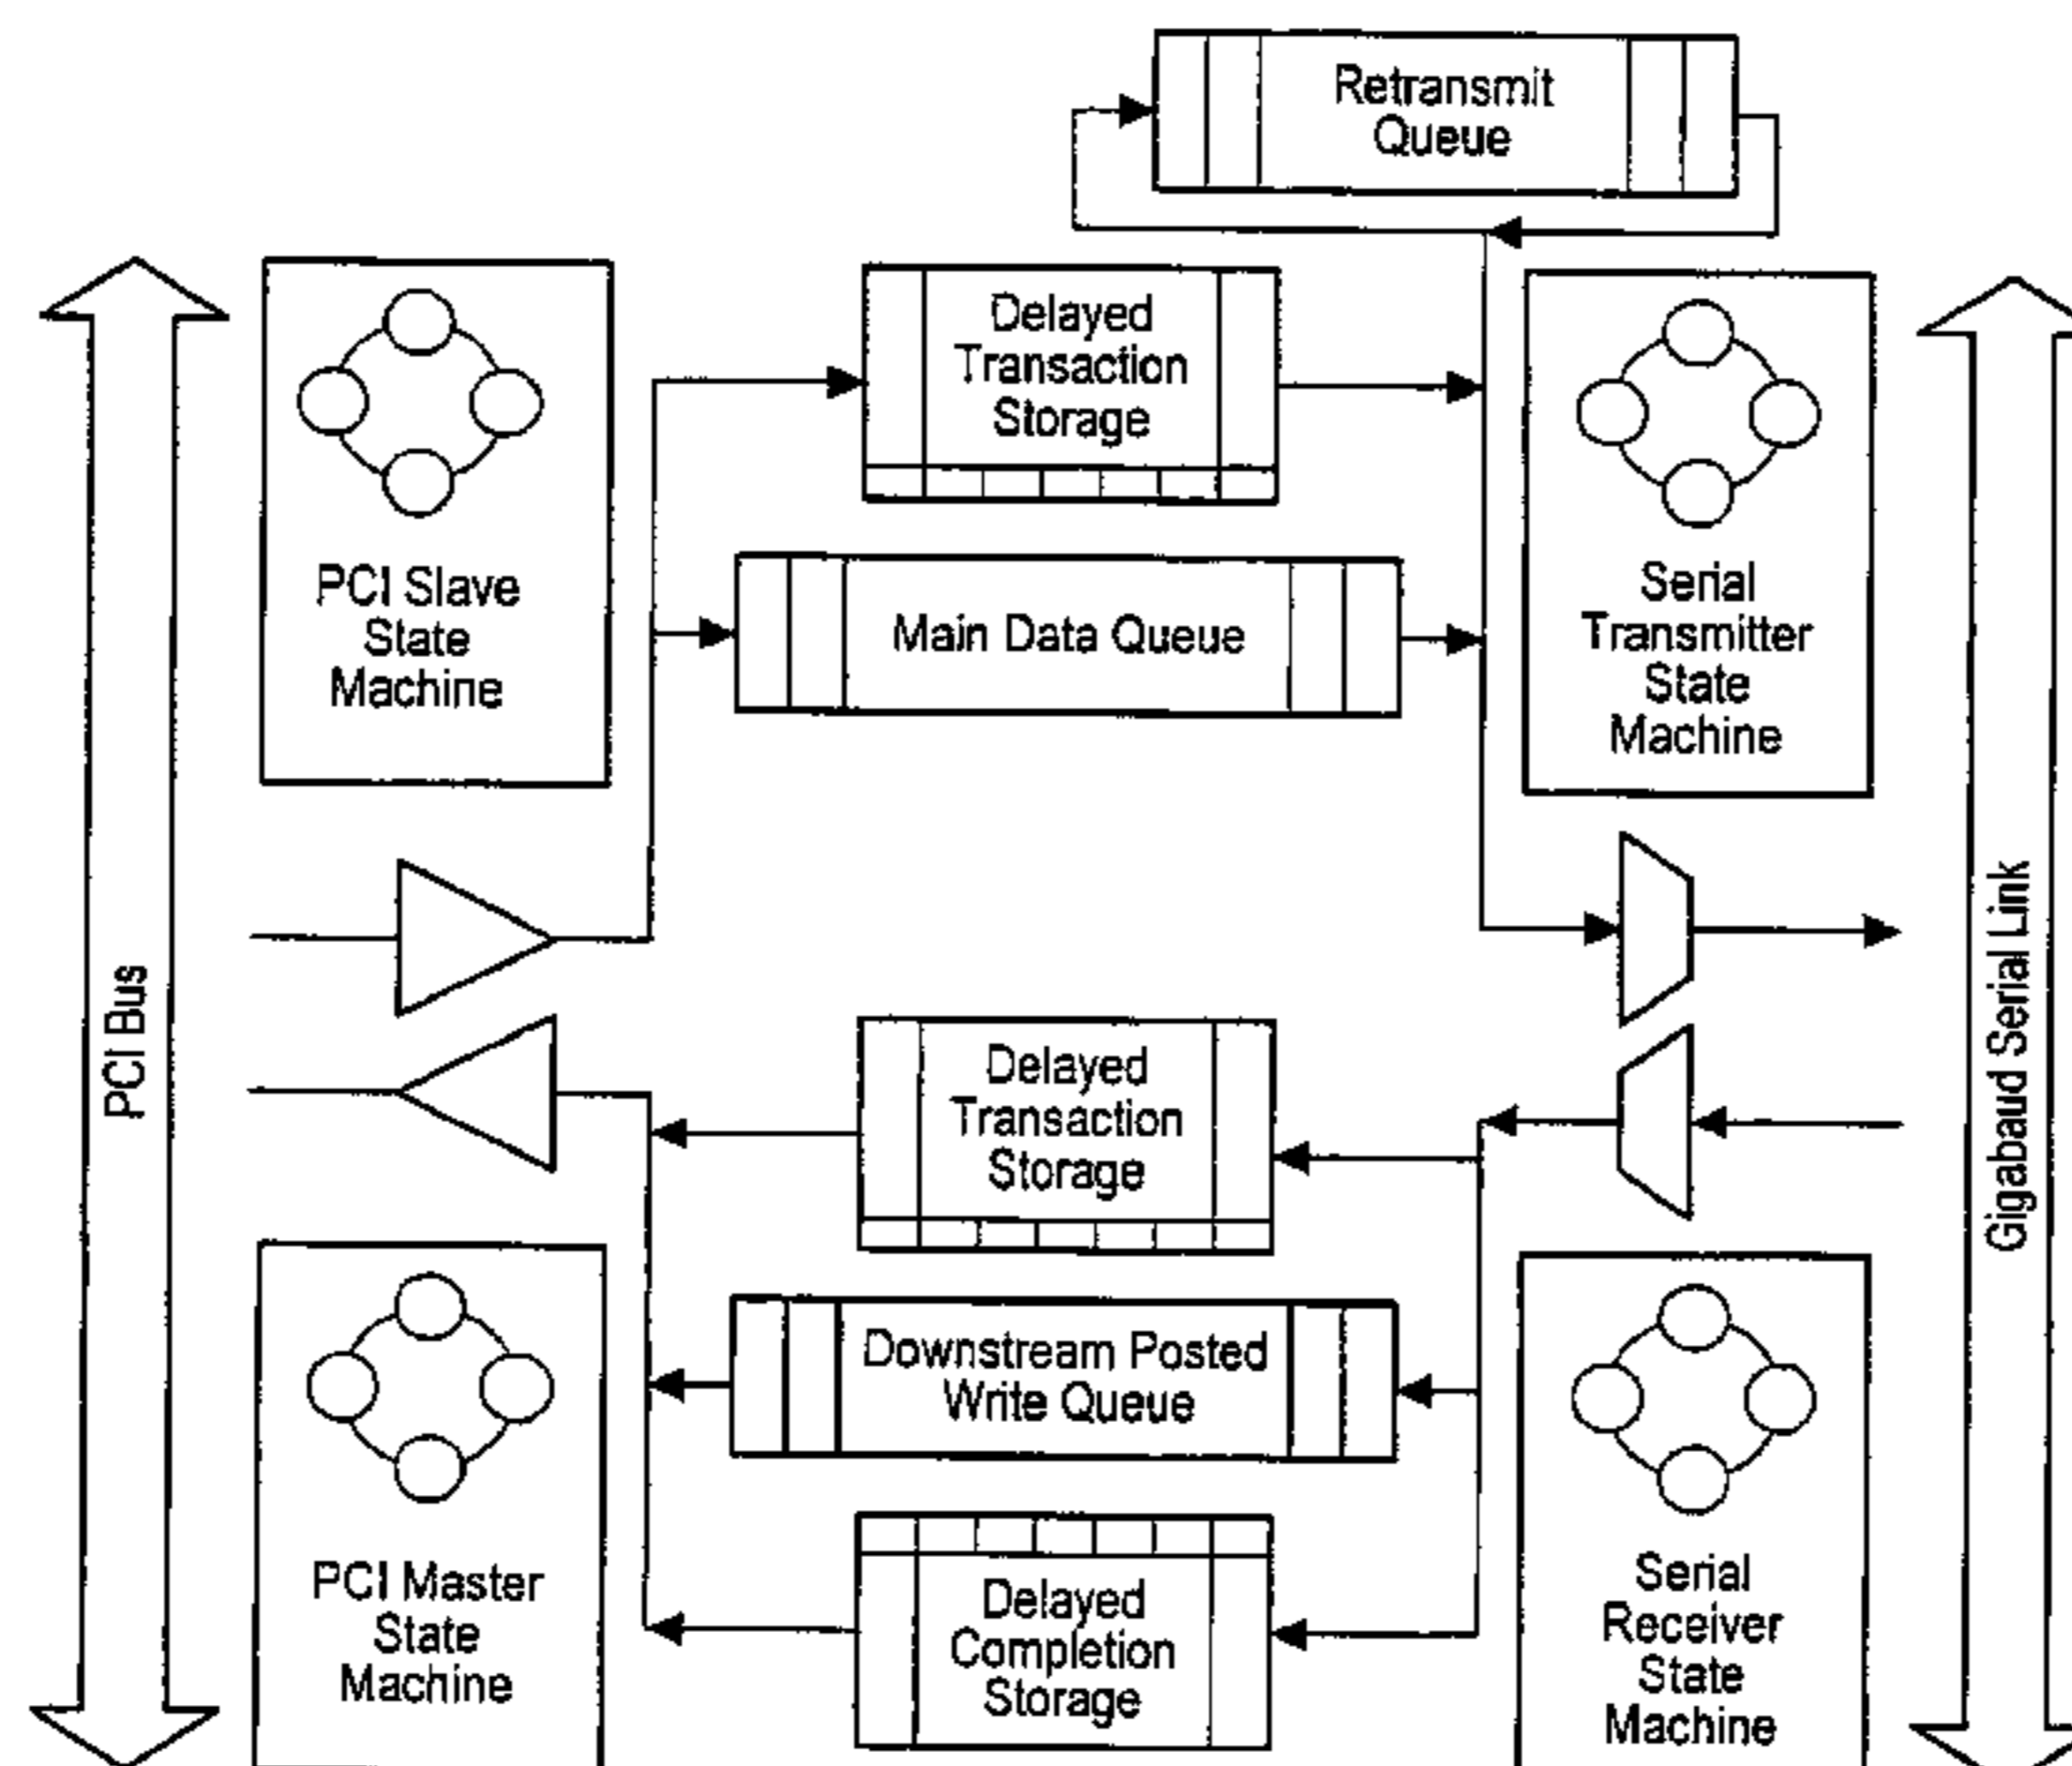 Retransmit
Queue
Delayed
Transaction
Storage
PCI Slave
State
Machine
Main Data Queue
Serial
Transmitter
State
Machine
PCI Bus
Gigabaud Serial Link
Delayed
Transaction
Storage
Downstream Posted
Write Queue
PCI Master
State
Machine
Delayed
Completion
Storage
Serial
Receiver
State
Machine